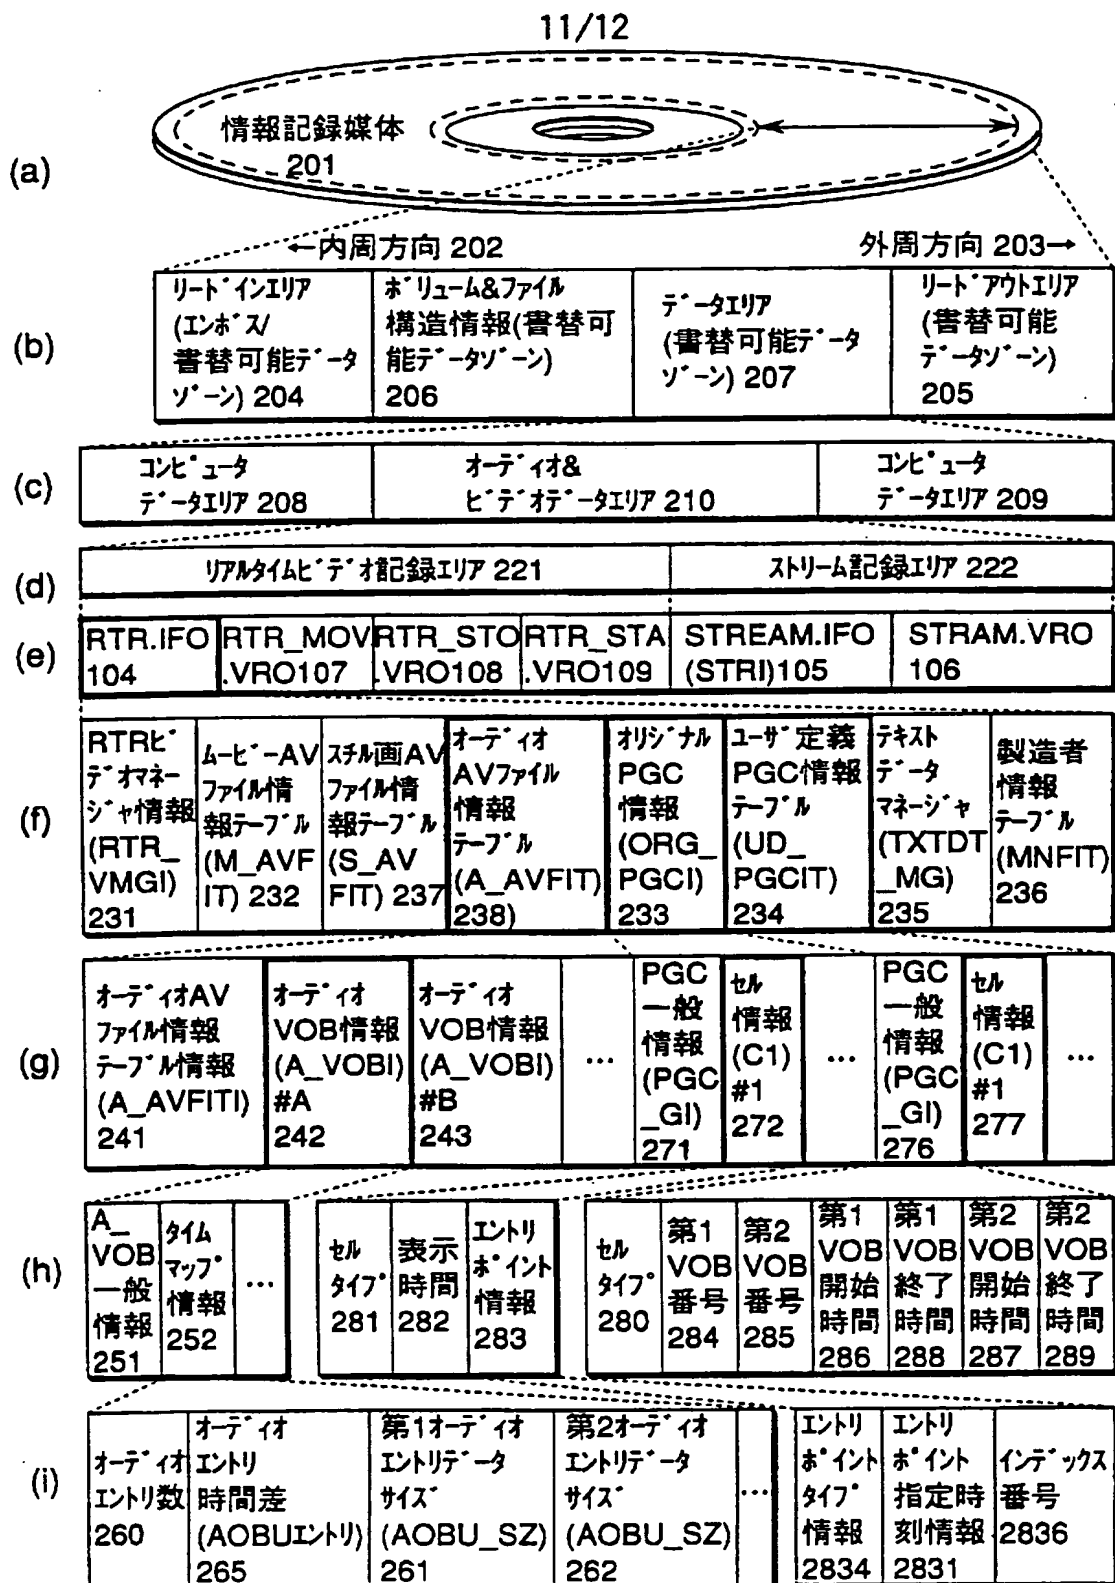 11/12
情報記録媒体
201
(a)
←内周方向 202
外周方向 203→
(b)
リードインエリア
(エンボス/
書替可能データ
ゾーン) 204
ボリューム&ファイル
構造情報(書替可
能データゾーン)
206
データエリア
(書替可能データ
ゾーン) 207
リードアウトエリア
(書替可能
データゾーン)
205
(c)
コンピュータ
データエリア 208
オーディオ&
ビデオデータエリア 210
コンピュータ
データエリア 209
(d)
リアルタイムビデオ記録エリア 221
ストリーム記録エリア 222
(e)
RTR.IFO
104
RTR_MOV
.VRO107
RTR_STO
.VRO108
RTR_STA
.VRO109
STREAM.IFO
(STRI)105
STRAM.VRO
106
(f)
RTRビ
デオマネー
ジャ情報
(RTR_
VMGI)
231
ムービーAV
ファイル情
報テーブル
(M_AVF
IT) 232
スチル画AV
ファイル情
報テーブル
(S_AV
FIT) 237
オーディオ
AVファイル
情報
テーブル
(A_AVFIT)
238)
オリジナル
PGC
情報
(ORG_
PGCI)
233
ユーザ定義
PGC情報
テーブル
(UD_
PGCIT)
234
テキスト
データ
マネージャ
(TXTDT
_MG)
235
製造者
情報
テーブル
(MNFIT)
236
(g)
オーディオAV
ファイル情報
テーブル情報
(A_AVFITI)
241
オーディオ
VOB情報
(A_VOBI)
#A
242
オーディオ
VOB情報
(A_VOBI)
#B
243
…
PGC
一般
情報
(PGC
_GI)
271
セル
情報
(C1)
#1
272
…
PGC
一般
情報
(PGC
_GI)
276
セル
情報
(C1)
#1
277
…
(h)
A_
VOB
一般
情報
251
タイム
マップ
情報
252
…
セル
タイプ
281
表示
時間
282
エントリ
ポイント
情報
283
セル
タイプ
280
第1
VOB
番号
284
第2
VOB
番号
285
第1
VOB
開始
時間
286
第1
VOB
終了
時間
288
第2
VOB
開始
時間
287
第2
VOB
終了
時間
289
(i)
オーディオ
エントリ数
260
オーディオ
エントリ
時間差
(AOBUエントリ)
265
第1オーディオ
エントリデータ
サイズ
(AOBU_SZ)
261
第2オーディオ
エントリデータ
サイズ
(AOBU_SZ)
262
…
エントリ
ポイント
タイプ
情報
2834
エントリ
ポイント
指定時
刻情報
2831
インデックス
番号
2836